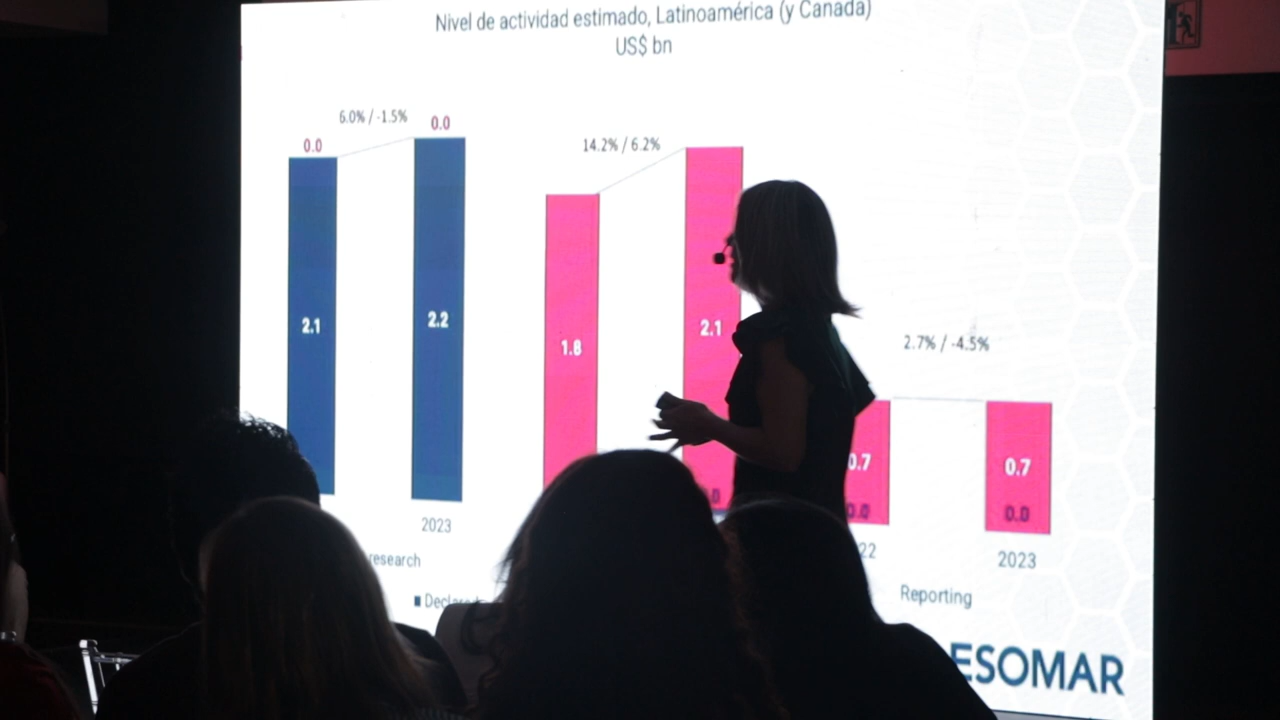 Nivel de actividad estimado, Latinoamérica (y Canada)
US$ bn
6.0% / -1.5%
0.0
0.0
14.2% / 6.2%
2.1
2.2
1.8
2.1
2.7% / -4.5%
0.7
0.7
0.0
0.0
2023
22
2023
research
Reporting
ESOMAR